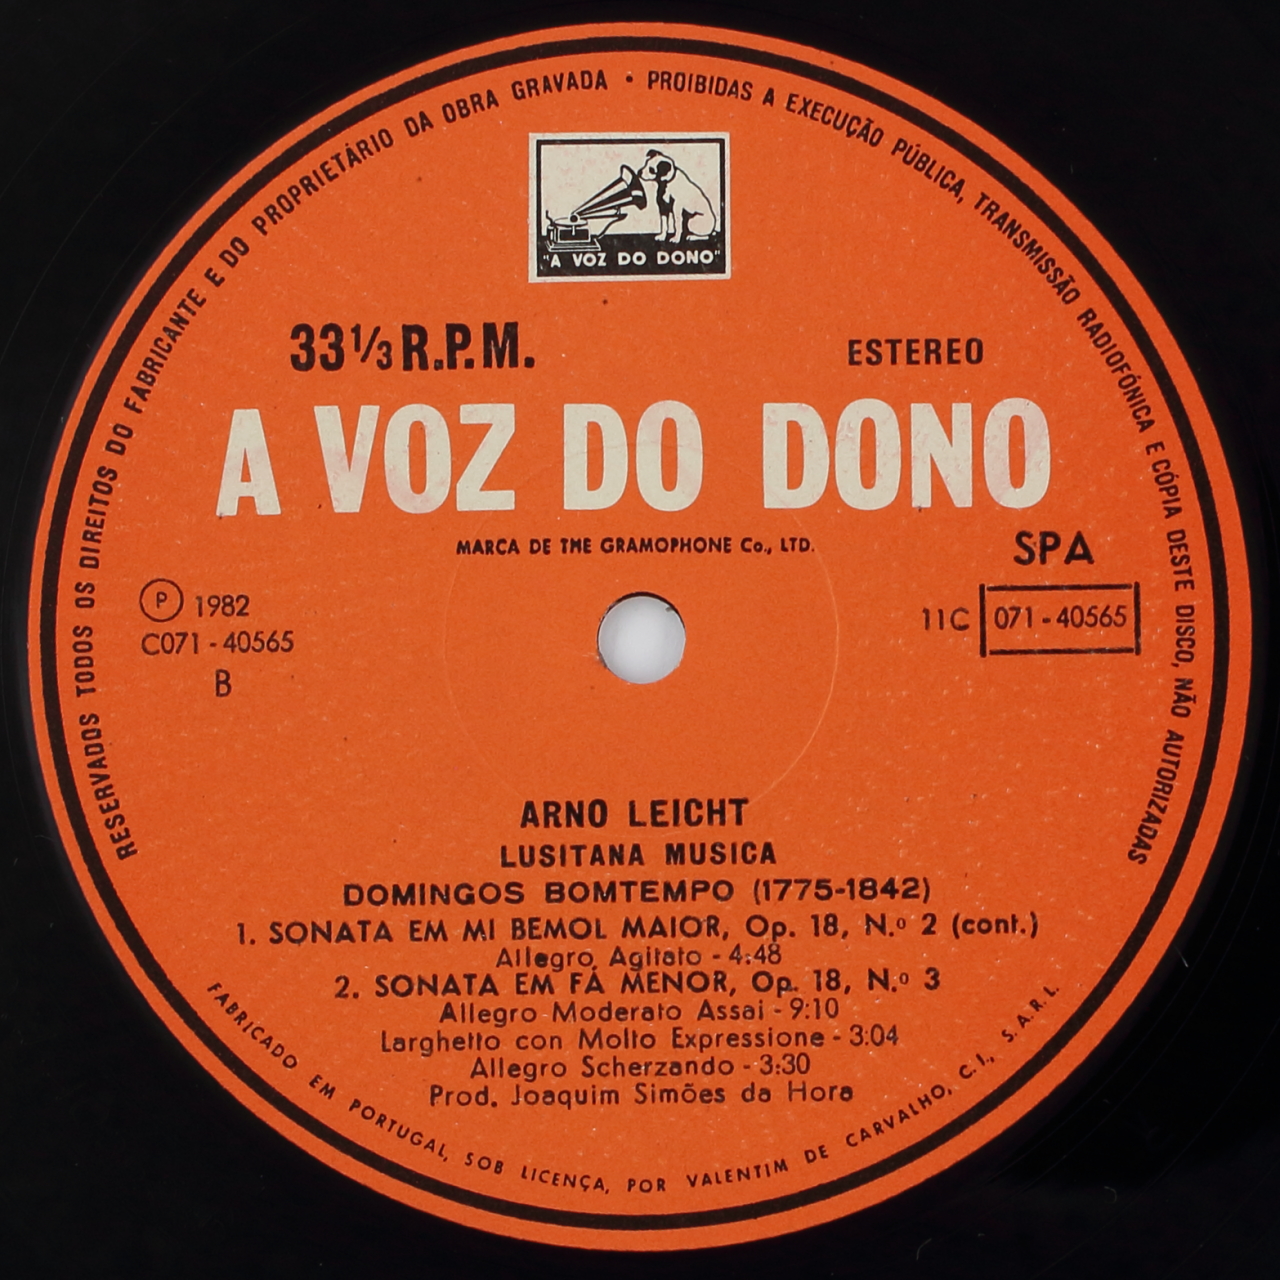 RESERVADOS TODOS OS DIREITOS DO FABRICANTE E DO PROPRIETÁRIO DA OBRA GRAVADA • PROIBIDAS A EXECUÇÃO PÚBLICA, TRANSMISSÃO RADIOFÓNICA E CÓPIA DESTE DISCO, NÃO AUTORIZADAS
"A VOZ DO DONO"
33 1/3 R.P.M.
ESTEREO
A VOZ DO DONO
MARCA DE THE GRAMOPHONE Co., LTD.
SPA
Ⓟ 1982
C071 - 40565
B
11C 071 - 40565
ARNO LEICHT
LUSITANA MUSICA
DOMINGOS BOMTEMPO (1775-1842)
1. SONATA EM MI BEMOL MAIOR, Op. 18, N.º 2 (cont.)
Allegro Agitato - 4:48
2. SONATA EM FÁ MENOR, Op. 18, N.º 3
Allegro Moderato Assai - 9:10
Larghetto con Molto Expressione - 3:04
Allegro Scherzando - 3:30
Prod. Joaquim Simões da Hora
FABRICADO EM PORTUGAL, SOB LICENÇA, POR VALENTIM DE CARVALHO, C. I., S. A. R. L.